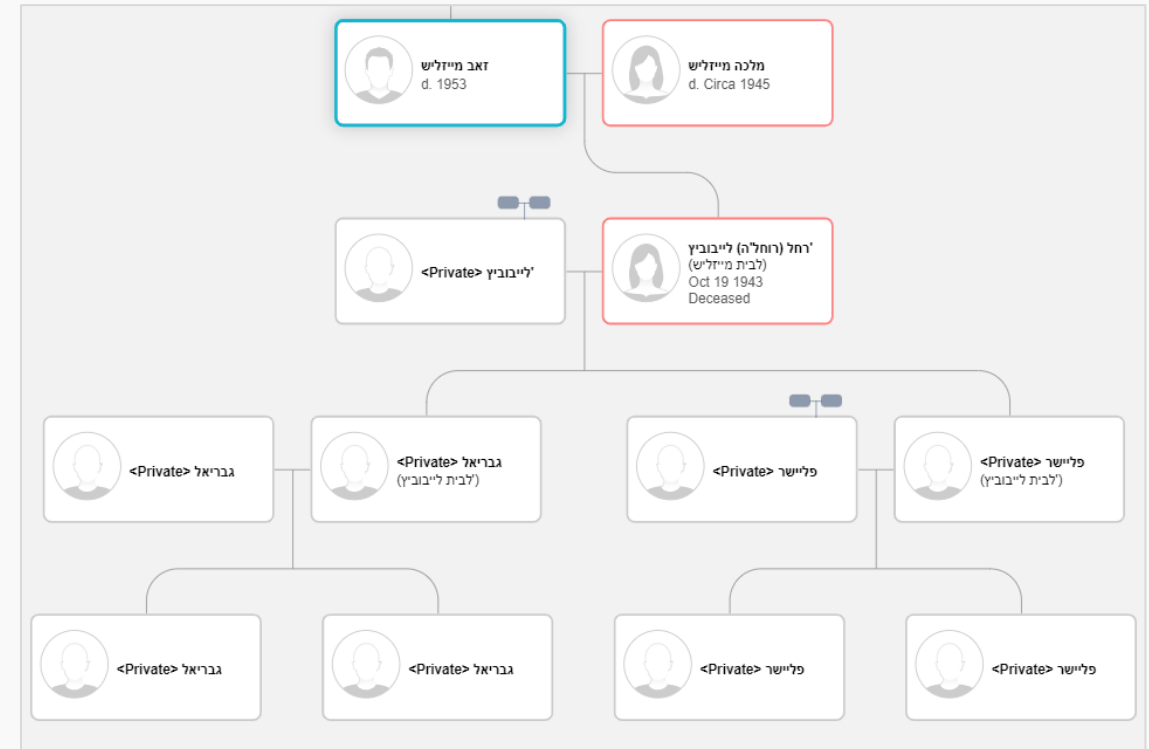 זאב מייזליש
d. 1953
מלכה מייזליש
d. Circa 1945
<Private> לייבוביץ'
רחל (רוחל'ה) לייבוביץ'
(לבית מייזליש)
Oct 19 1943
Deceased
<Private> גבריאל
<Private> גבריאל
(לבית לייבוביץ')
<Private> פליישר
<Private> פליישר
(לבית לייבוביץ')
<Private> גבריאל
<Private> גבריאל
<Private> פליישר
<Private> פליישר